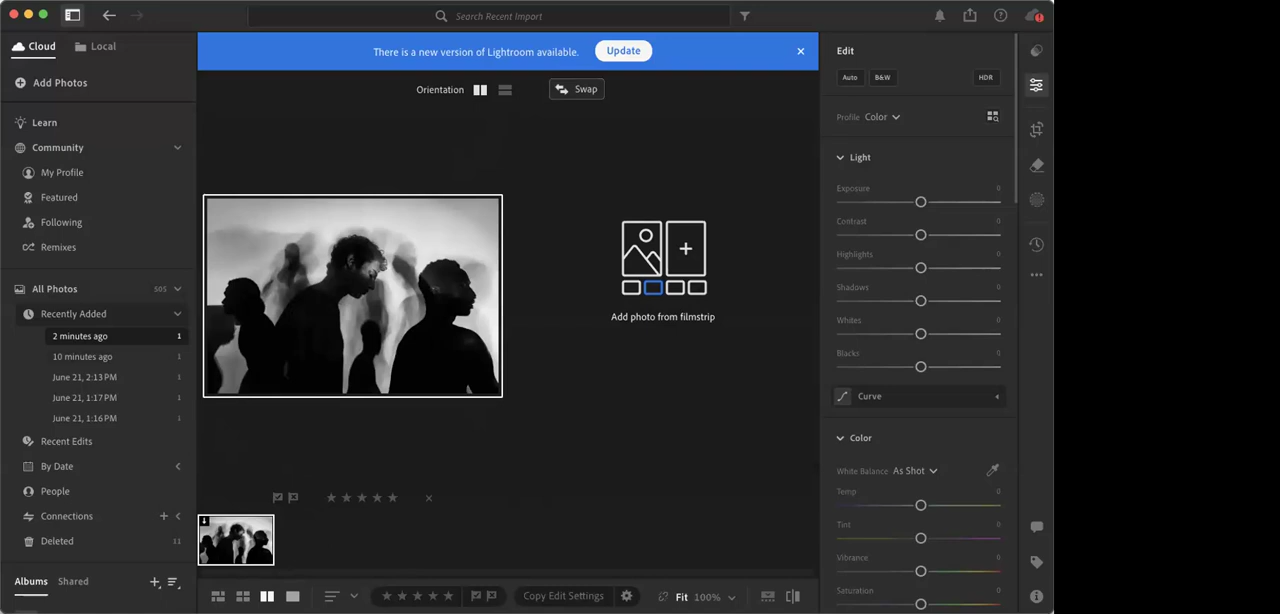 Search Recent Import
Cloud
Local
There is a new version of Lightroom available.
Update
Edit
Add Photos
Orientation
Swap
Auto
B&W
HDR
Learn
Profile
Color
Community
Light
My Profile
Exposure
0
Featured
Contrast
0
Following
Highlights
0
Remixes
Shadows
0
All Photos
505
Add photo from filmstrip
Recently Added
Whites
0
2 minutes ago
1
10 minutes ago
1
Blacks
0
June 21, 2:13 PM
1
June 21, 1:17 PM
1
Curve
June 21, 1:16 PM
1
Recent Edits
Color
By Date
White Balance
As Shot
People
Temp
0
Connections
Tint
0
Deleted
11
Vibrance
0
Albums
Shared
Saturation
0
Copy Edit Settings
Fit
100%